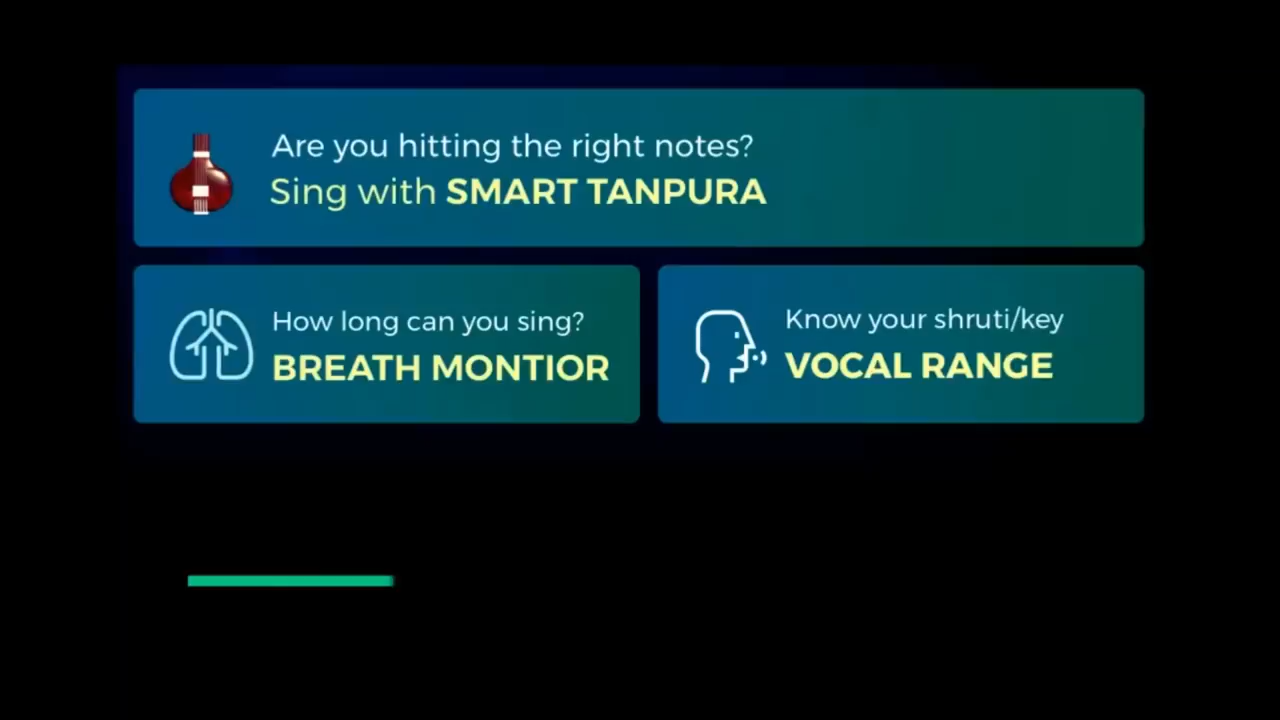 Are you hitting the right notes?
Sing with SMART TANPURA
How long can you sing?
BREATH MONTIOR
Know your shruti/key
VOCAL RANGE